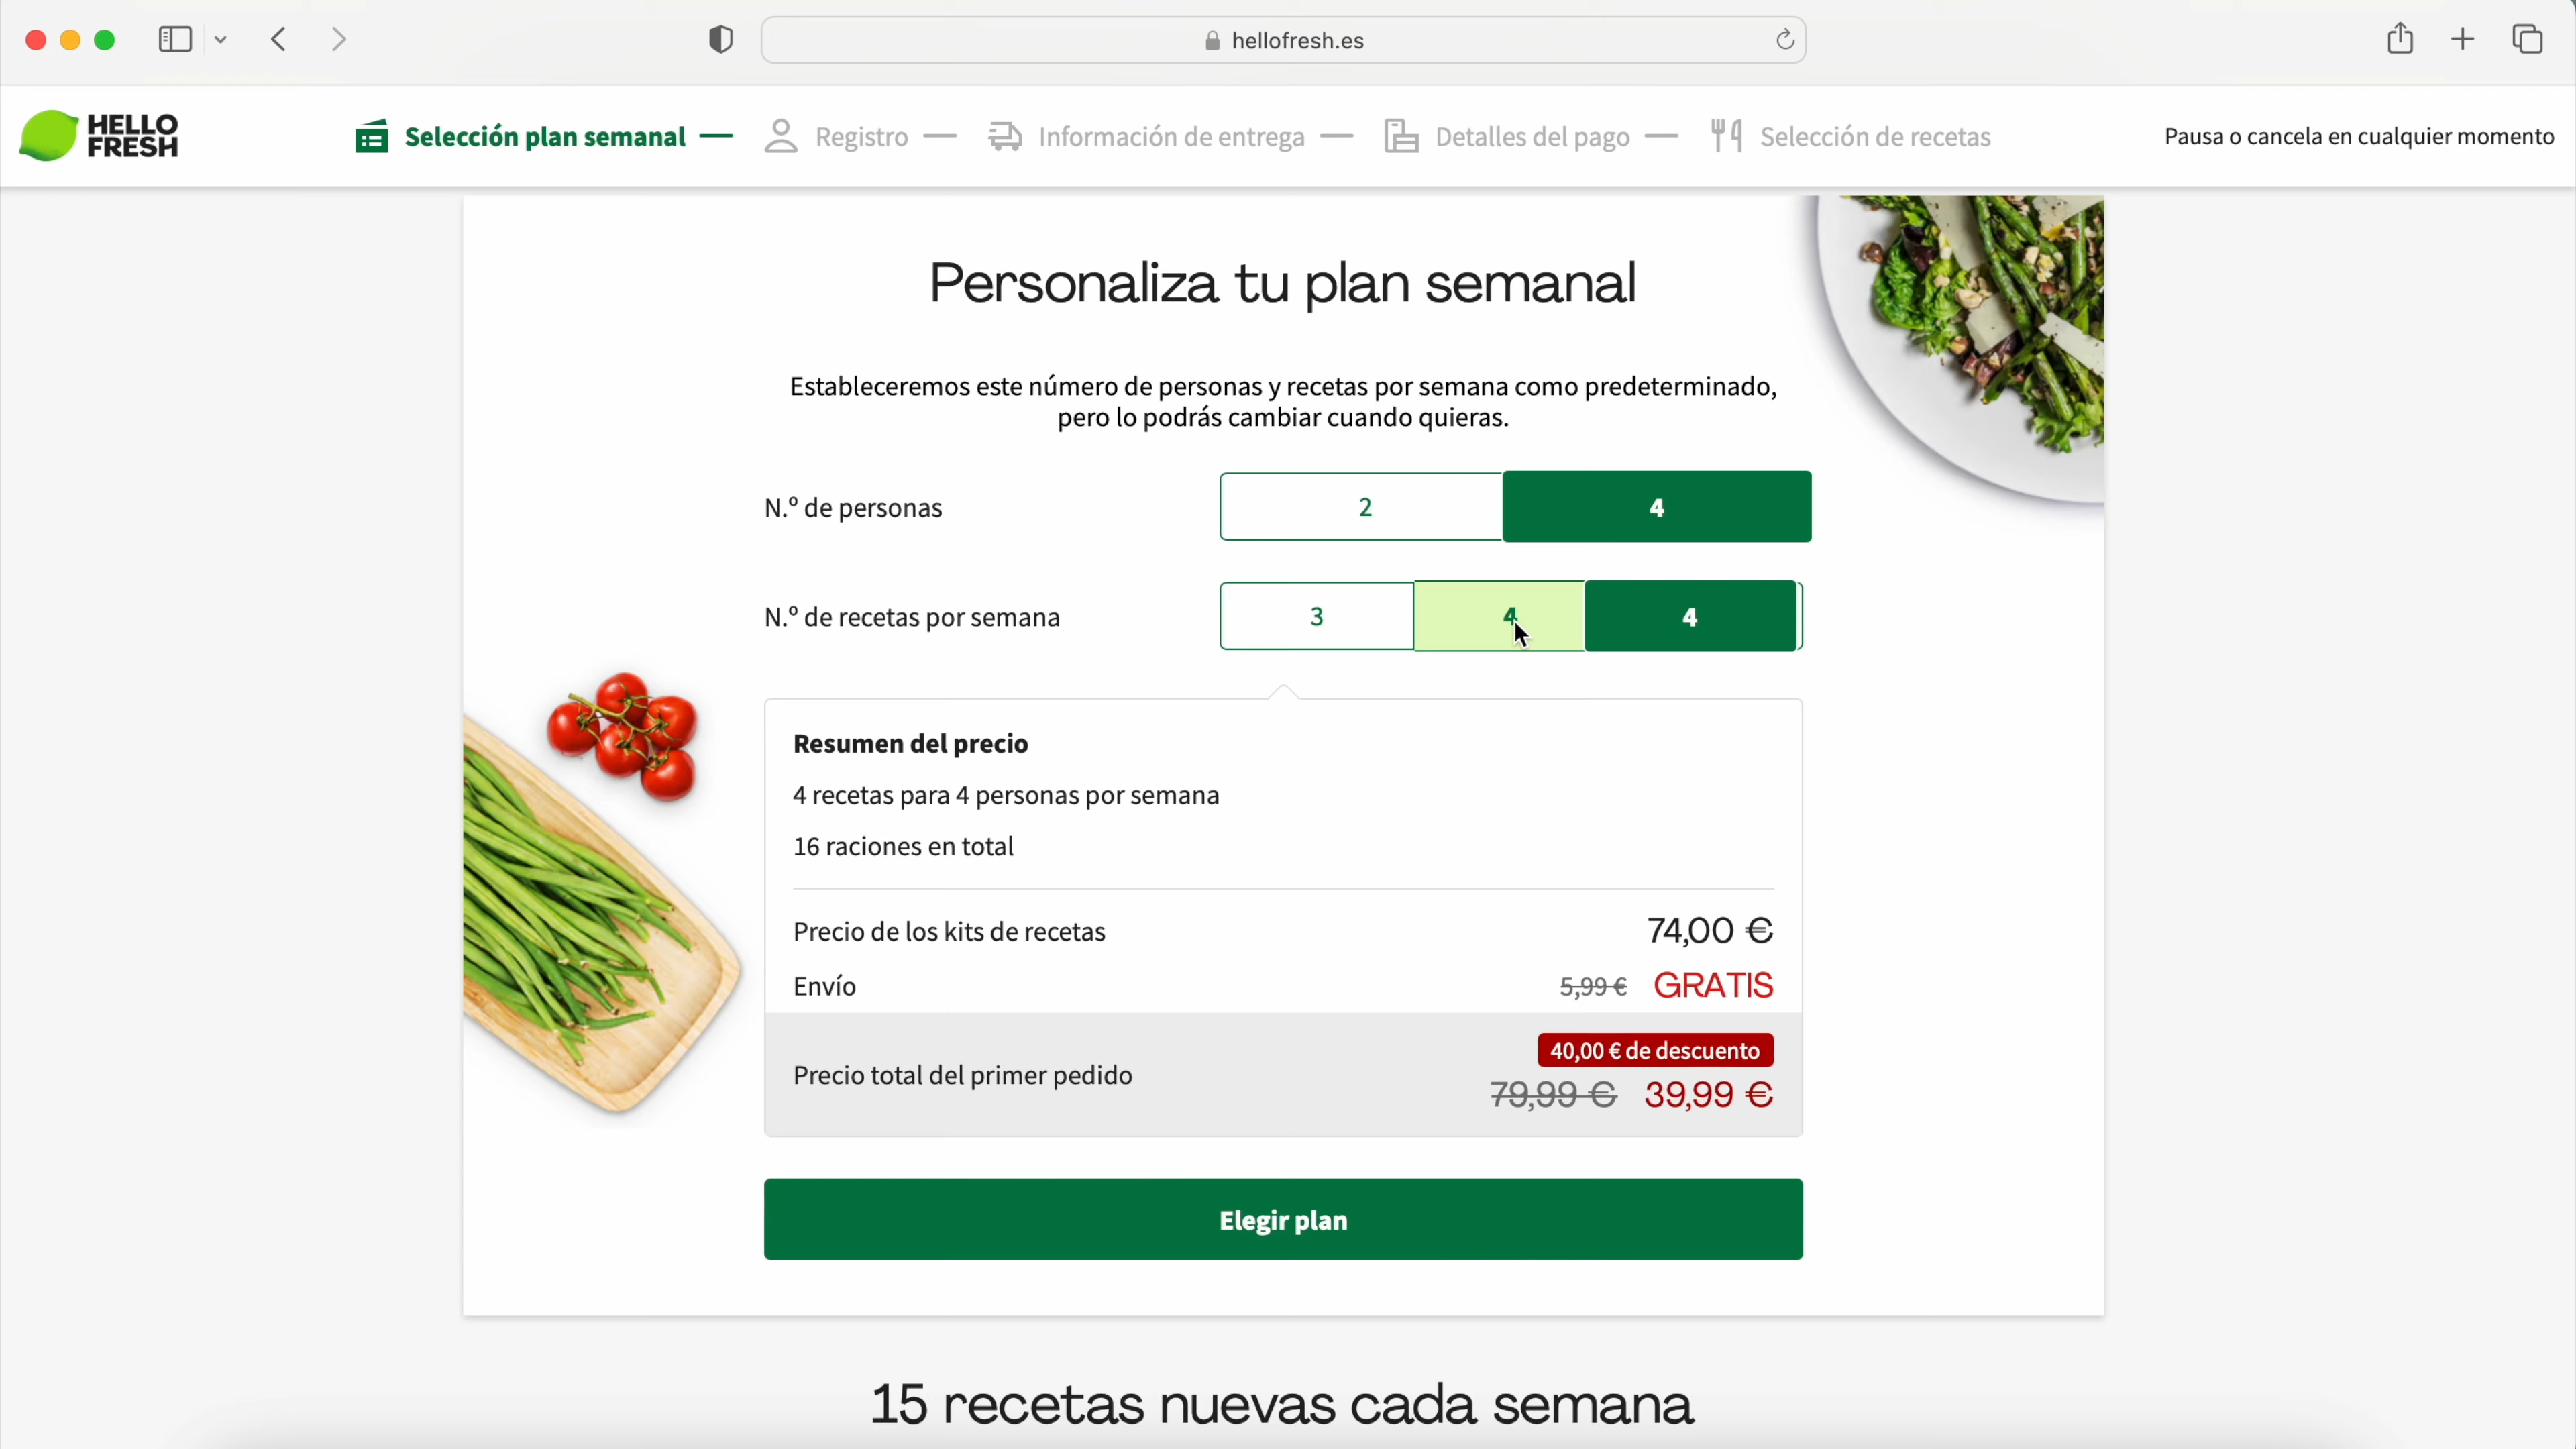 hellofresh.es
HELLO
FRESH
Selección plan semanal
Registro
Información de entrega
Detalles del pago
Selección de recetas
Pausa o cancela en cualquier momento
Personaliza tu plan semanal
Estableceremos este número de personas y recetas por semana como predeterminado,
pero lo podrás cambiar cuando quieras.
N.º de personas 2 4
N.º de recetas por semana 3 4 4
Resumen del precio
4 recetas para 4 personas por semana
16 raciones en total
Precio de los kits de recetas 74,00 €
Envío 5,99 € GRATIS
40,00 € de descuento
Precio total del primer pedido 79,99 € 39,99 €
Elegir plan
15 recetas nuevas cada semana